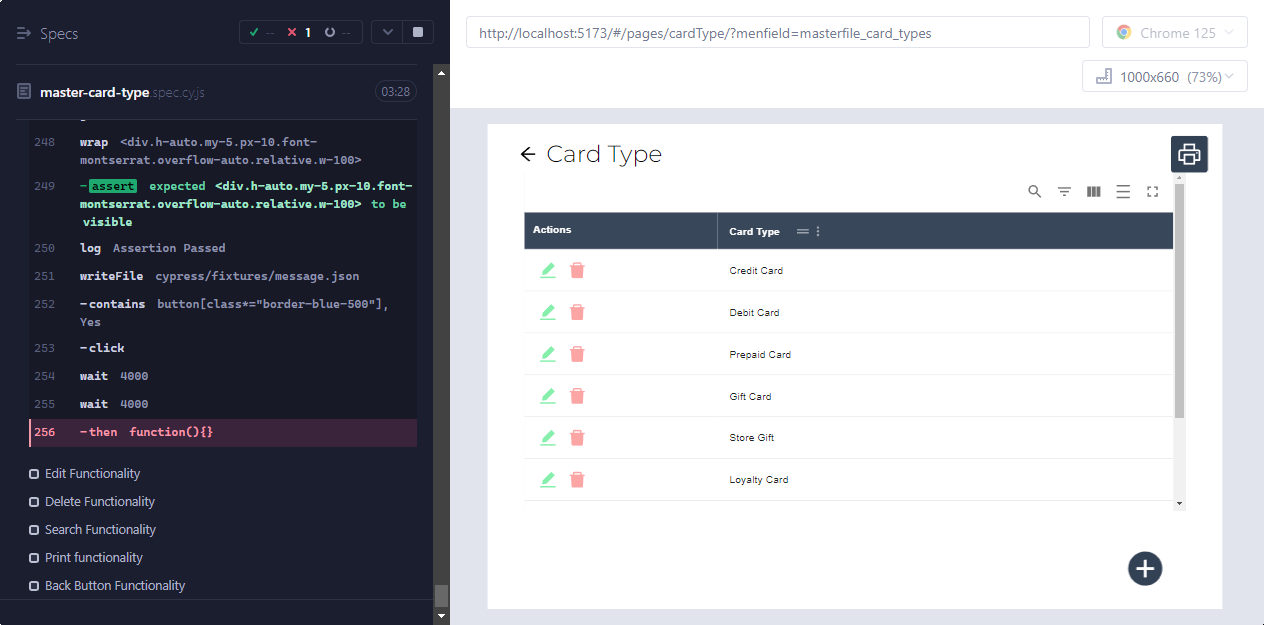 Specs
-- 1 --
master-card-type.spec.cy.js
03:28
248 wrap <div.h-auto.my-5.px-10.font-
montserrat.overflow-auto.relative.w-100>
249 -assert expected <div.h-auto.my-5.px-10.font-
montserrat.overflow-auto.relative.w-100> to be
visible
250 log Assertion Passed
251 writeFile cypress/fixtures/message.json
252 -contains button[class*="border-blue-500"],
Yes
253 -click
254 wait 4000
255 wait 4000
256 -then function(){}
Edit Functionality
Delete Functionality
Search Functionality
Print functionality
Back Button Functionality
http://localhost:5173/#/pages/cardType/?menfield=masterfile_card_types
Chrome 125
1000x660 (73%)
Card Type
Actions Card Type
Credit Card
Debit Card
Prepaid Card
Gift Card
Store Gift
Loyalty Card